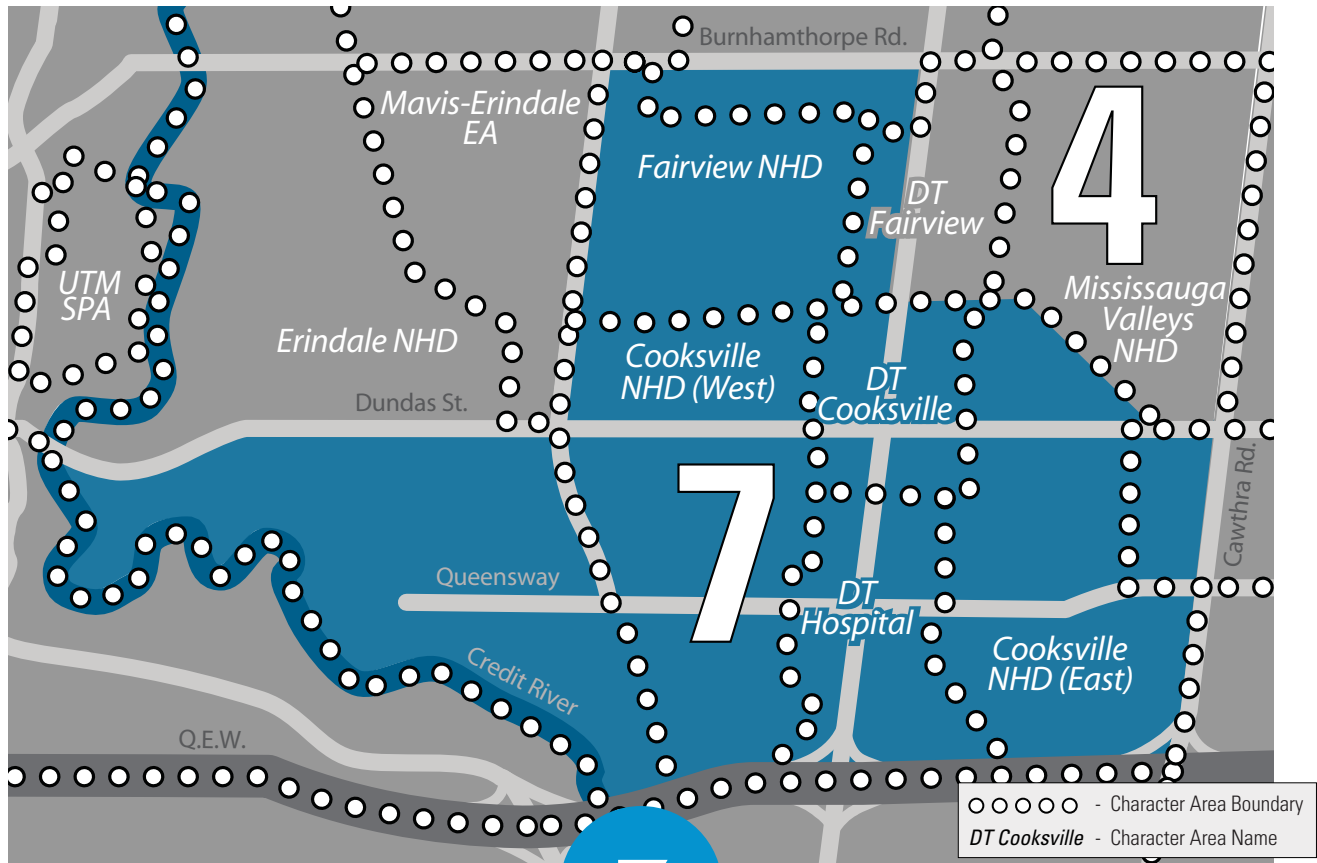 Burnhamthorpe Rd.
Mavis-Erindale
EA
4
Fairview NHD
DT
Fairview
UTM
SPA
Mississauga
Valleys
NHD
Erindale NHD
Cooksville
NHD (West)
DT
Cooksville
Dundas St.
7
Cawthra Rd.
Queensway
DT
Hospital
Cooksville
NHD (East)
Credit River
Q.E.W.
- Character Area Boundary
DT Cooksville - Character Area Name